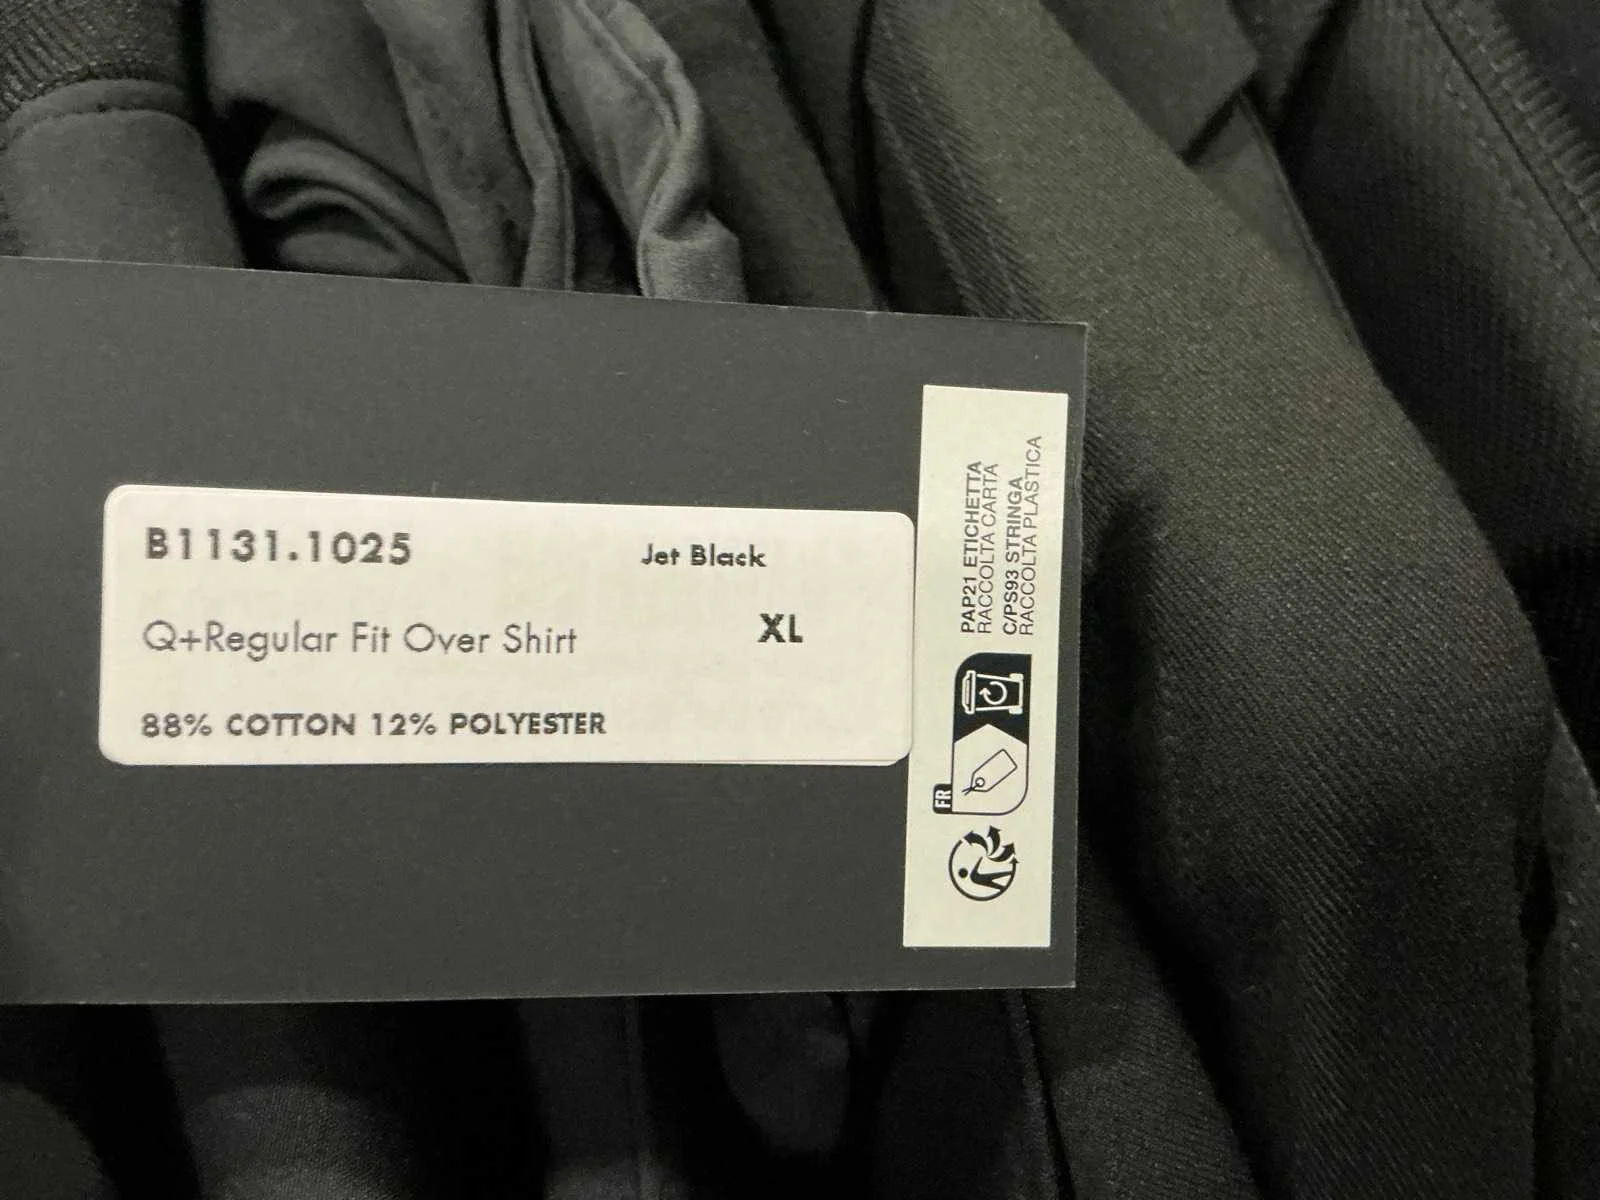 B1131.1025
Jet Black
Q+Regular Fit Over Shirt
XL
88% COTTON 12% POLYESTER
PAP21 ETICHETTA
RACCOLTA CARTA
C/PS93 STRINGA
RACCOLTA PLASTICA
FR